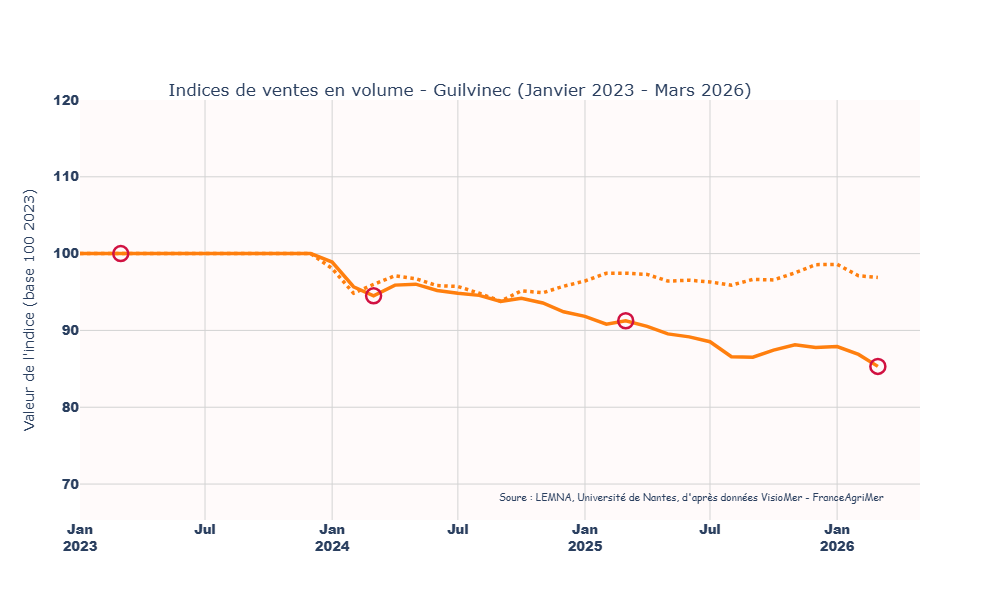 Indices de ventes en volume - Guilvinec (Janvier 2023 - Mars 2026)
Valeur de l'indice (base 100 2023)
120
110
100
90
80
70
Soure : LEMNA, Université de Nantes, d'après données VisioMer - FranceAgriMer
Jan
2023
Jul
Jan
2024
Jul
Jan
2025
Jul
Jan
2026